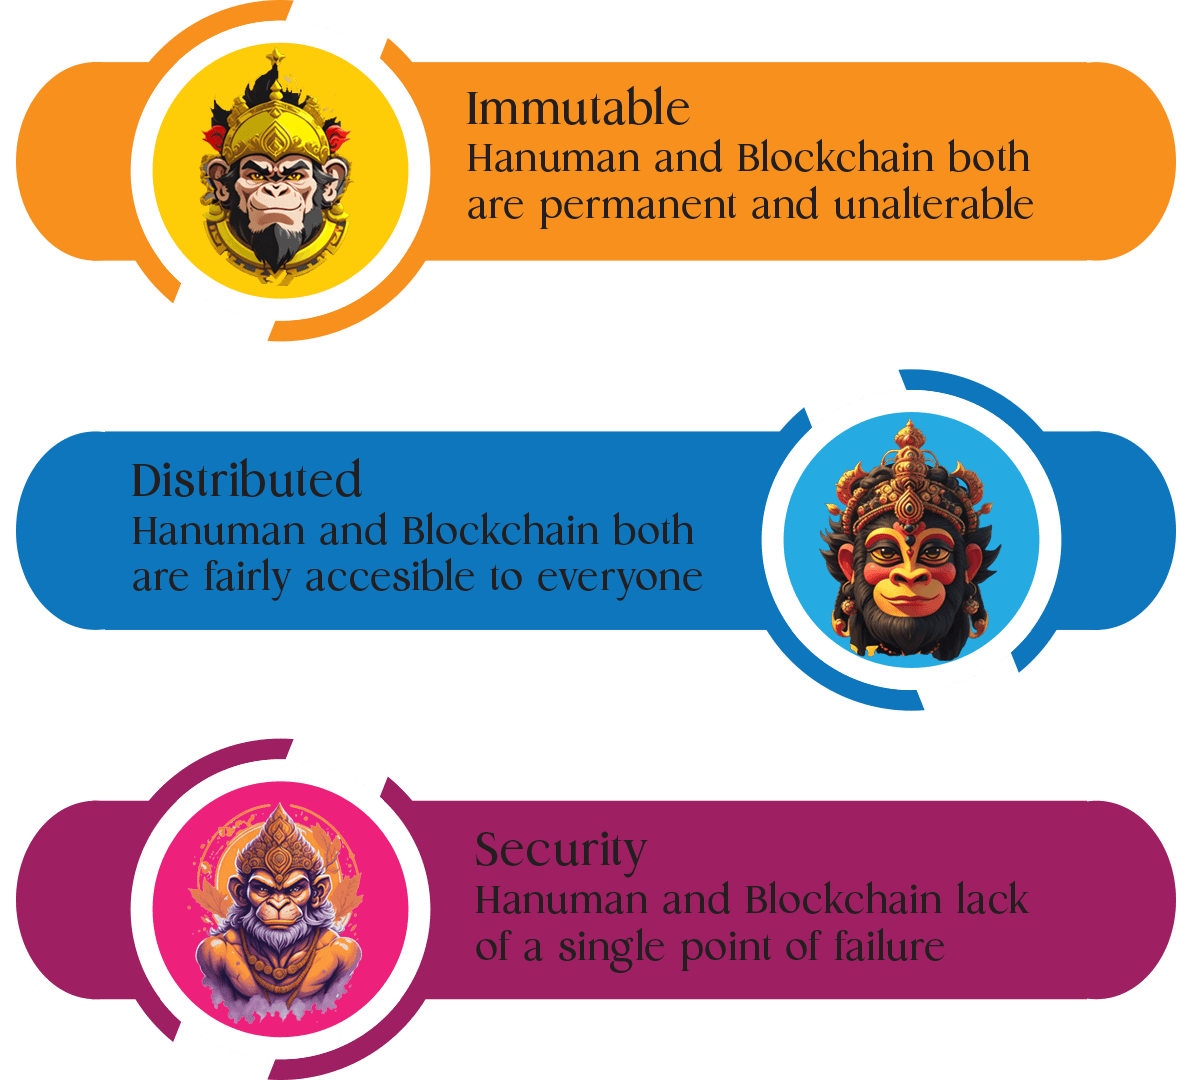 Immutable
Hanuman and Blockchain both
are permanent and unalterable
Distributed
Hanuman and Blockchain both
are fairly accesible to everyone
Security
Hanuman and Blockchain lack
of a single point of failure